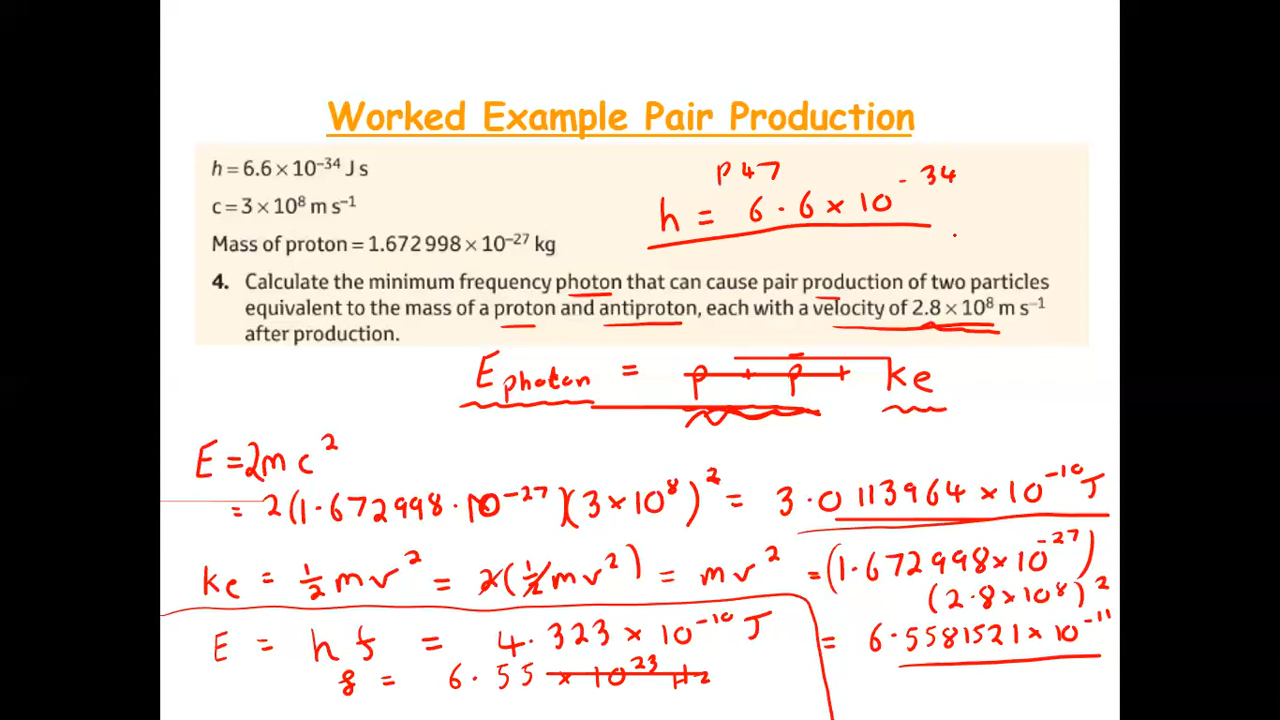 Worked Example Pair Production
h = 6.6 × 10⁻³⁴ J s
p 47
h = 6.6 × 10⁻³⁴
c = 3 × 10⁸ m s⁻¹
Mass of proton = 1.672 998 × 10⁻²⁷ kg
4. Calculate the minimum frequency photon that can cause pair production of two particles
equivalent to the mass of a proton and antiproton, each with a velocity of 2.8 × 10⁸ m s⁻¹
after production.
E photon = p + p̄ + ke
E = 2mc²
= 2(1.672998 · 10⁻²⁷)(3 × 10⁸)² = 3.0113964 × 10⁻¹⁰ J
ke = ½mv² = 2(½mv²) = mv² = (1.672998 × 10⁻²⁷)
(2.8 × 10⁸)²
= 6.5581521 × 10⁻¹¹
E = hf = 4.323 × 10⁻¹⁰ J
f = 6.55 × 10²³ Hz